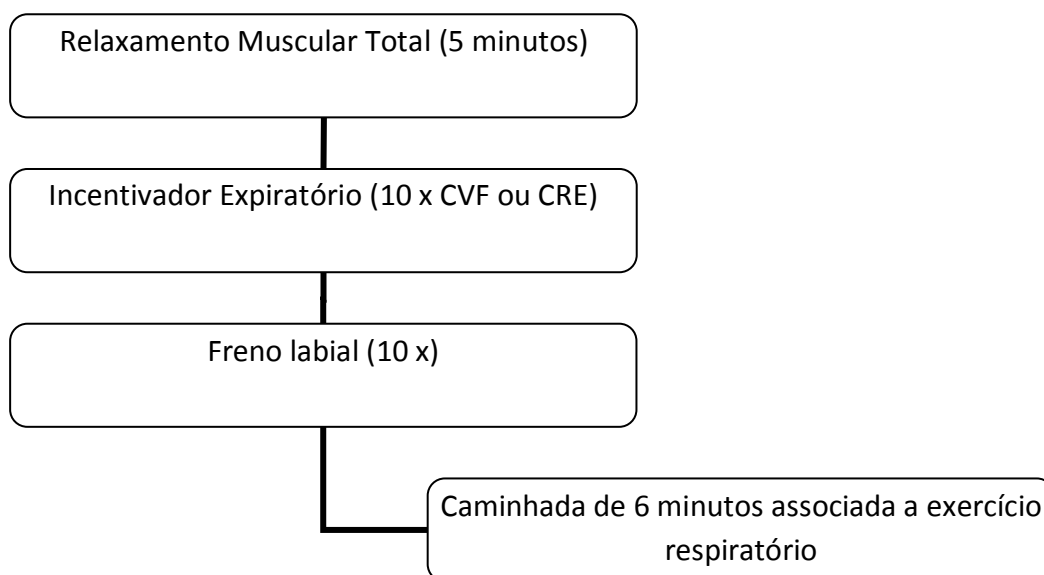 Relaxamento Muscular Total (5 minutos)
Incentivador Expiratório (10 x CVF ou CRE)
Freno labial (10 x)
Caminhada de 6 minutos associada a exercício
respiratório